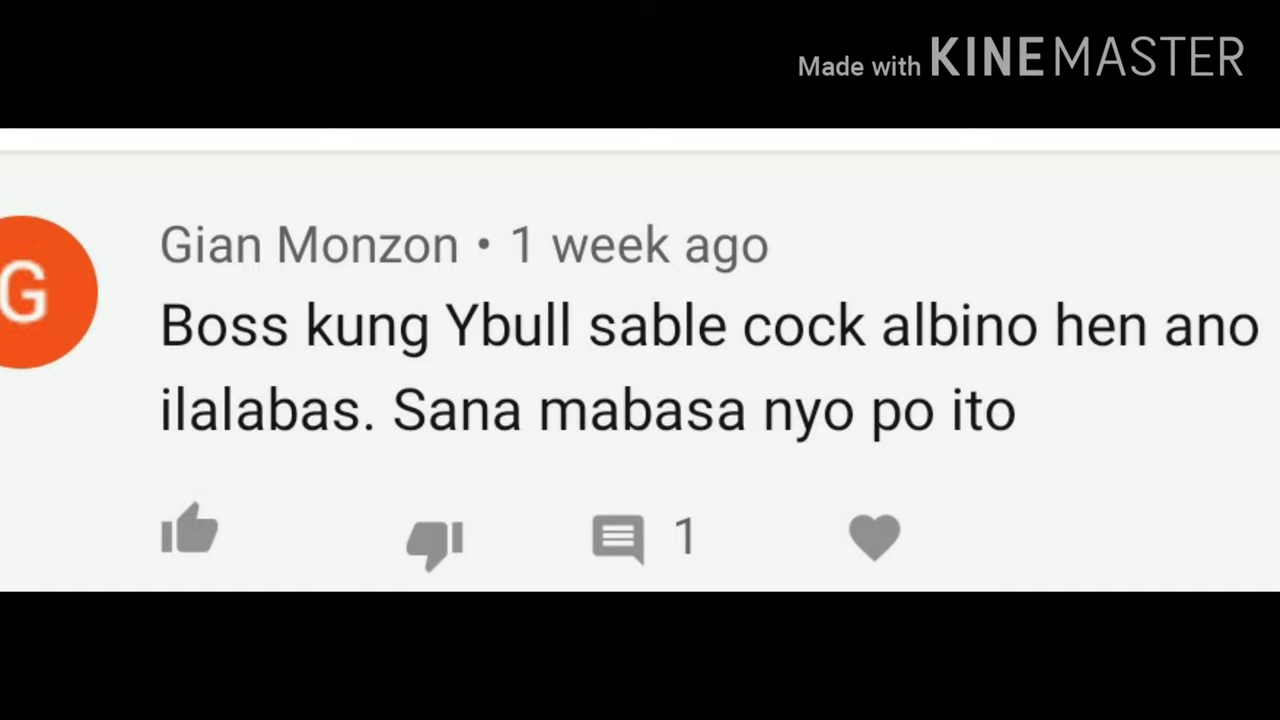 Made with KINEMASTER
G
Gian Monzon • 1 week ago
Boss kung Ybull sable cock albino hen ano
ilalabas. Sana mabasa nyo po ito
1